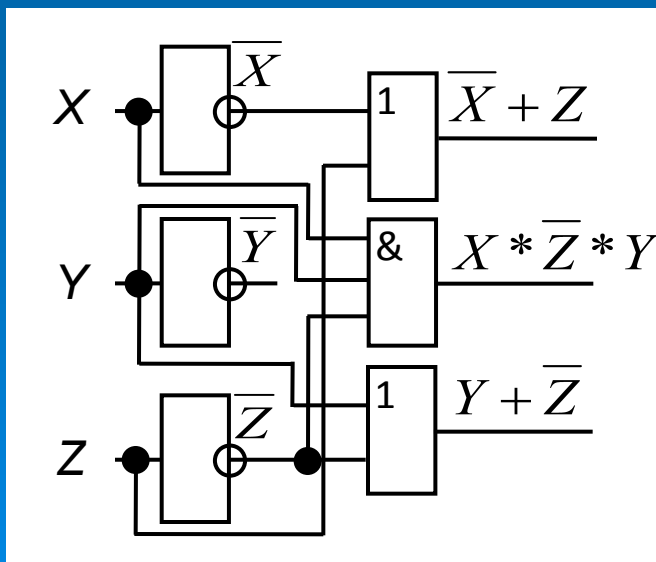 X
X̅
1
X̅ + Z
Y
Y̅
&
X * Z̅ * Y
Z
Z̅
1
Y + Z̅